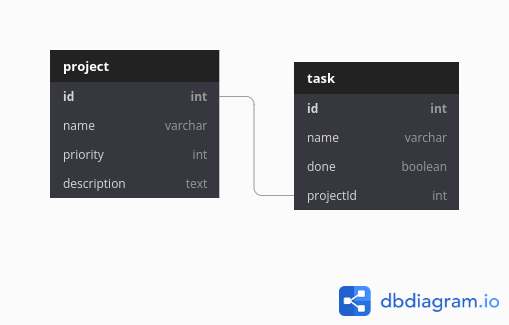 project
id int
name varchar
priority int
description text
task
id int
name varchar
done boolean
projectId int
dbdiagram.io